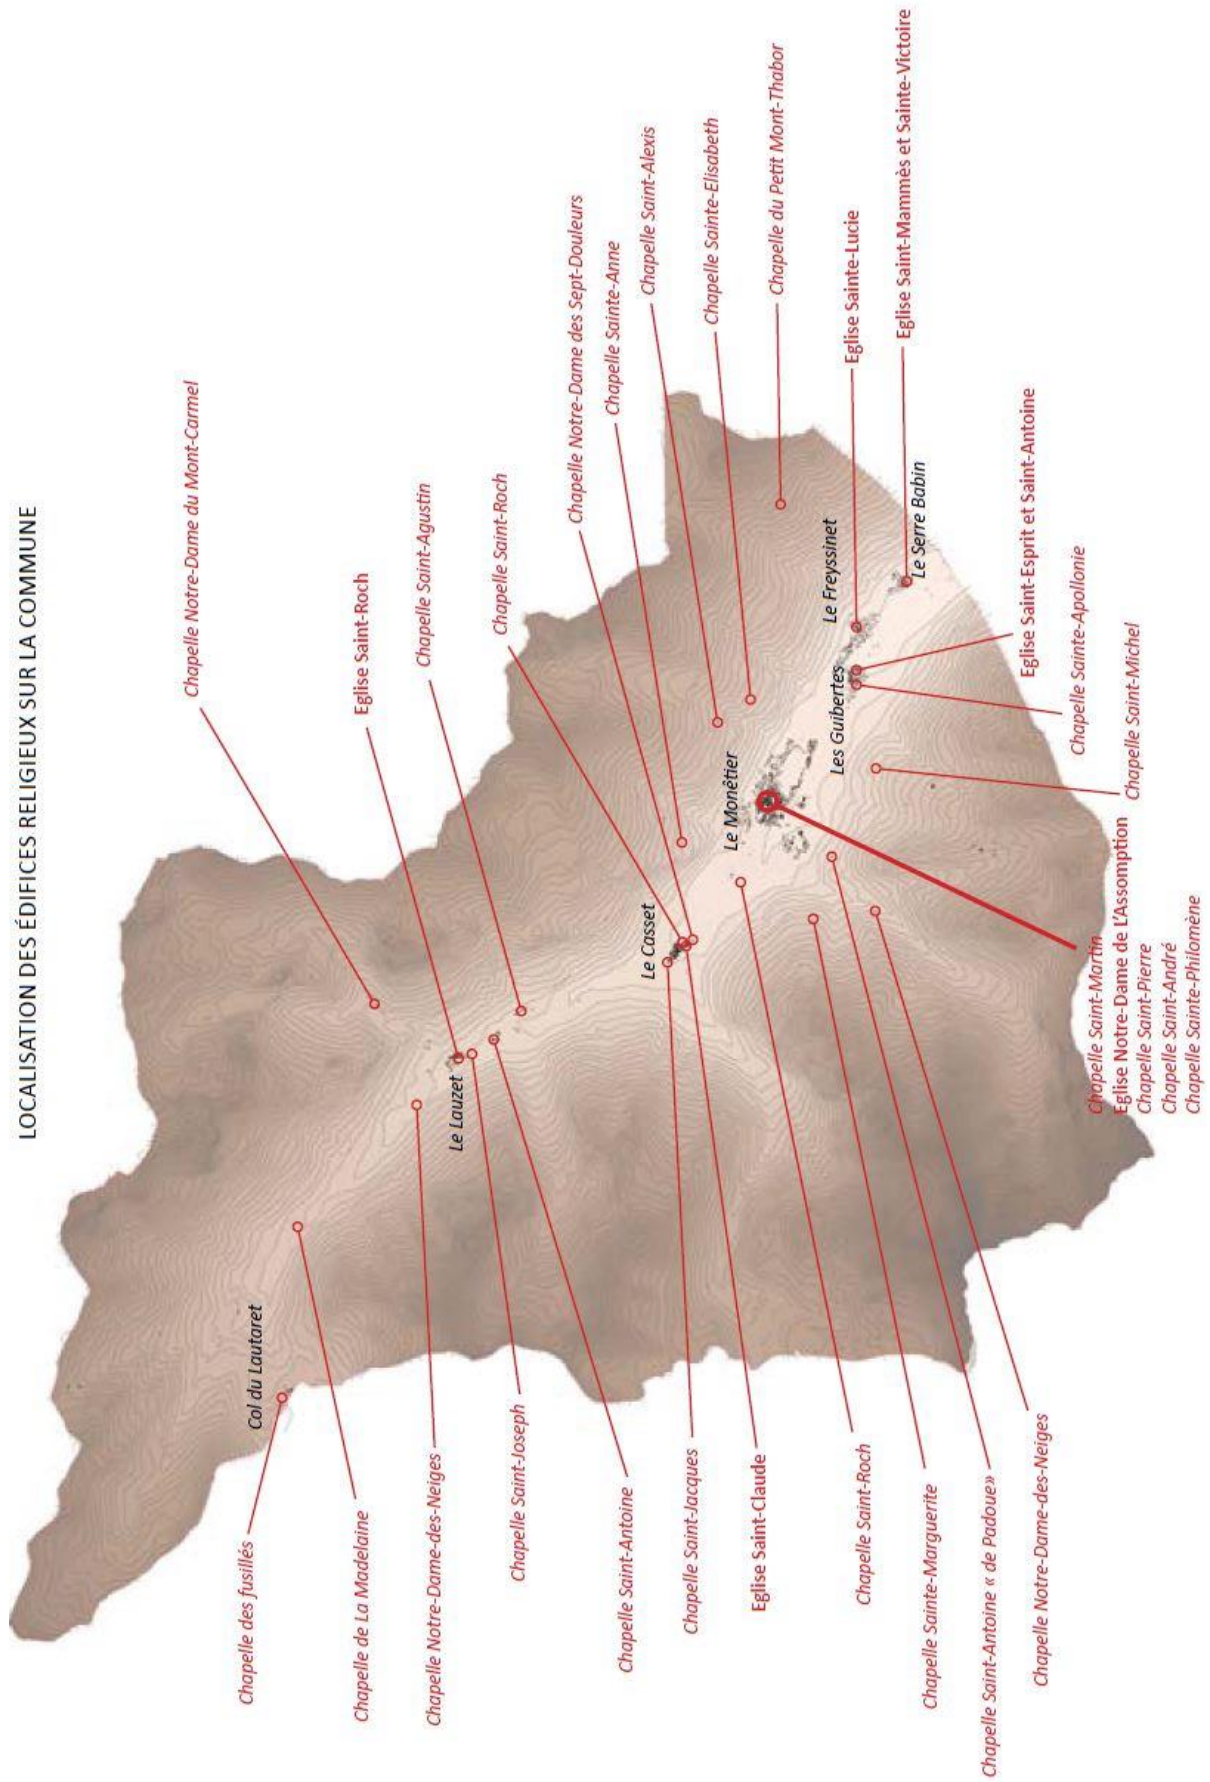 LOCALISATION DES ÉDIFICES RELIGIEUX SUR LA COMMUNE
Chapelle Notre-Dame du Mont-Carmel
Eglise Saint-Roch
Chapelle Saint-Agustin
Chapelle Saint-Roch
Chapelle Notre-Dame des Sept-Douleurs
Chapelle Sainte-Anne
Chapelle Saint-Alexis
Chapelle Sainte-Elisabeth
Chapelle du Petit Mont-Thabor
Eglise Sainte-Lucie
Eglise Saint-Mammès et Sainte-Victoire
Col du Lautaret
Le Lauzet
Le Casset
Le Monêtier
Les Guibertes
Le Freyssinet
Le Serre Babin
Chapelle des fusillés
Chapelle de La Madelaine
Chapelle Notre-Dame-des-Neiges
Chapelle Saint-Joseph
Chapelle Saint-Antoine
Chapelle Saint-Jacques
Eglise Saint-Claude
Chapelle Saint-Roch
Chapelle Sainte-Marguerite
Chapelle Saint-Antoine « de Padoue»
Chapelle Notre-Dame-des-Neiges
Chapelle Saint-Martin
Eglise Notre-Dame de L'Assomption
Chapelle Saint-Pierre
Chapelle Saint-André
Chapelle Sainte-Philomène
Chapelle Saint-Michel
Chapelle Sainte-Apollonie
Eglise Saint-Esprit et Saint-Antoine